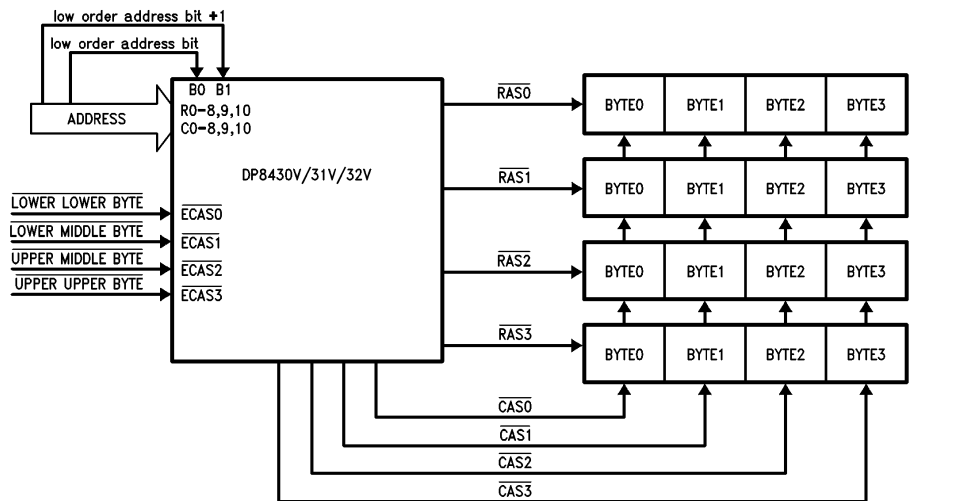 low order address bit +1
low order address bit
B0 B1
ADDRESS
R0-8,9,10
C0-8,9,10
DP8430V/31V/32V
LOWER LOWER BYTE
ECAS0
LOWER MIDDLE BYTE
ECAS1
UPPER MIDDLE BYTE
ECAS2
UPPER UPPER BYTE
ECAS3
RAS0
BYTE0 BYTE1 BYTE2 BYTE3
RAS1
BYTE0 BYTE1 BYTE2 BYTE3
RAS2
BYTE0 BYTE1 BYTE2 BYTE3
RAS3
BYTE0 BYTE1 BYTE2 BYTE3
CAS0
CAS1
CAS2
CAS3